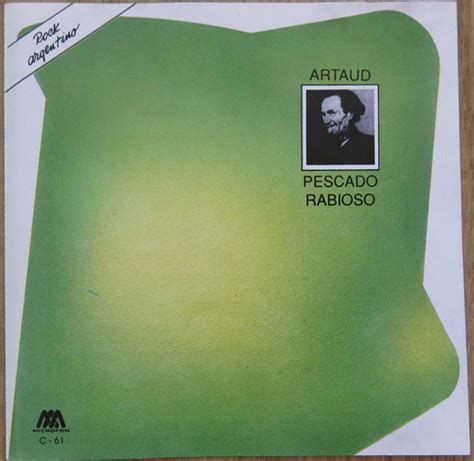 Rock
argentino
ARTAUD
PESCADO
RABIOSO
MICROFON
C-61.